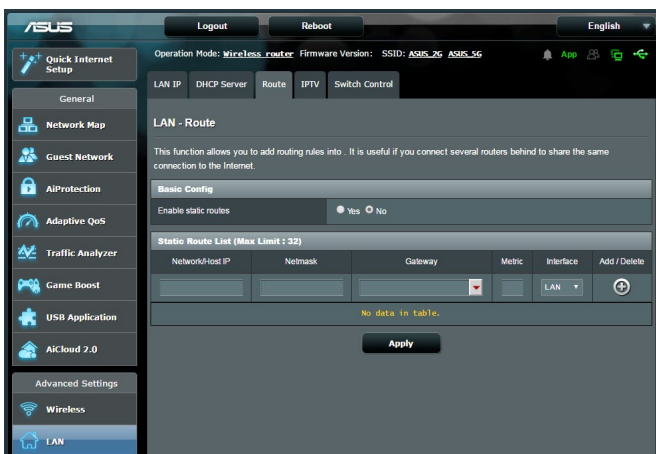 ASUS
Logout
Reboot
English
Quick Internet Setup
Operation Mode: Wireless router Firmware Version: SSID: ASUS_2G ASUS_5G
App
LAN IP DHCP Server Route IPTV Switch Control
General
Network Map
Guest Network
AiProtection
Adaptive QoS
Traffic Analyzer
Game Boost
USB Application
AiCloud 2.0
Advanced Settings
Wireless
LAN
LAN - Route
This function allows you to add routing rules into . It is useful if you connect several routers behind to share the same
connection to the Internet.
Basic Config
Enable static routes Yes No
Static Route List (Max Limit : 32)
Network/Host IP Netmask Gateway Metric Interface Add / Delete
LAN
No data in table.
Apply